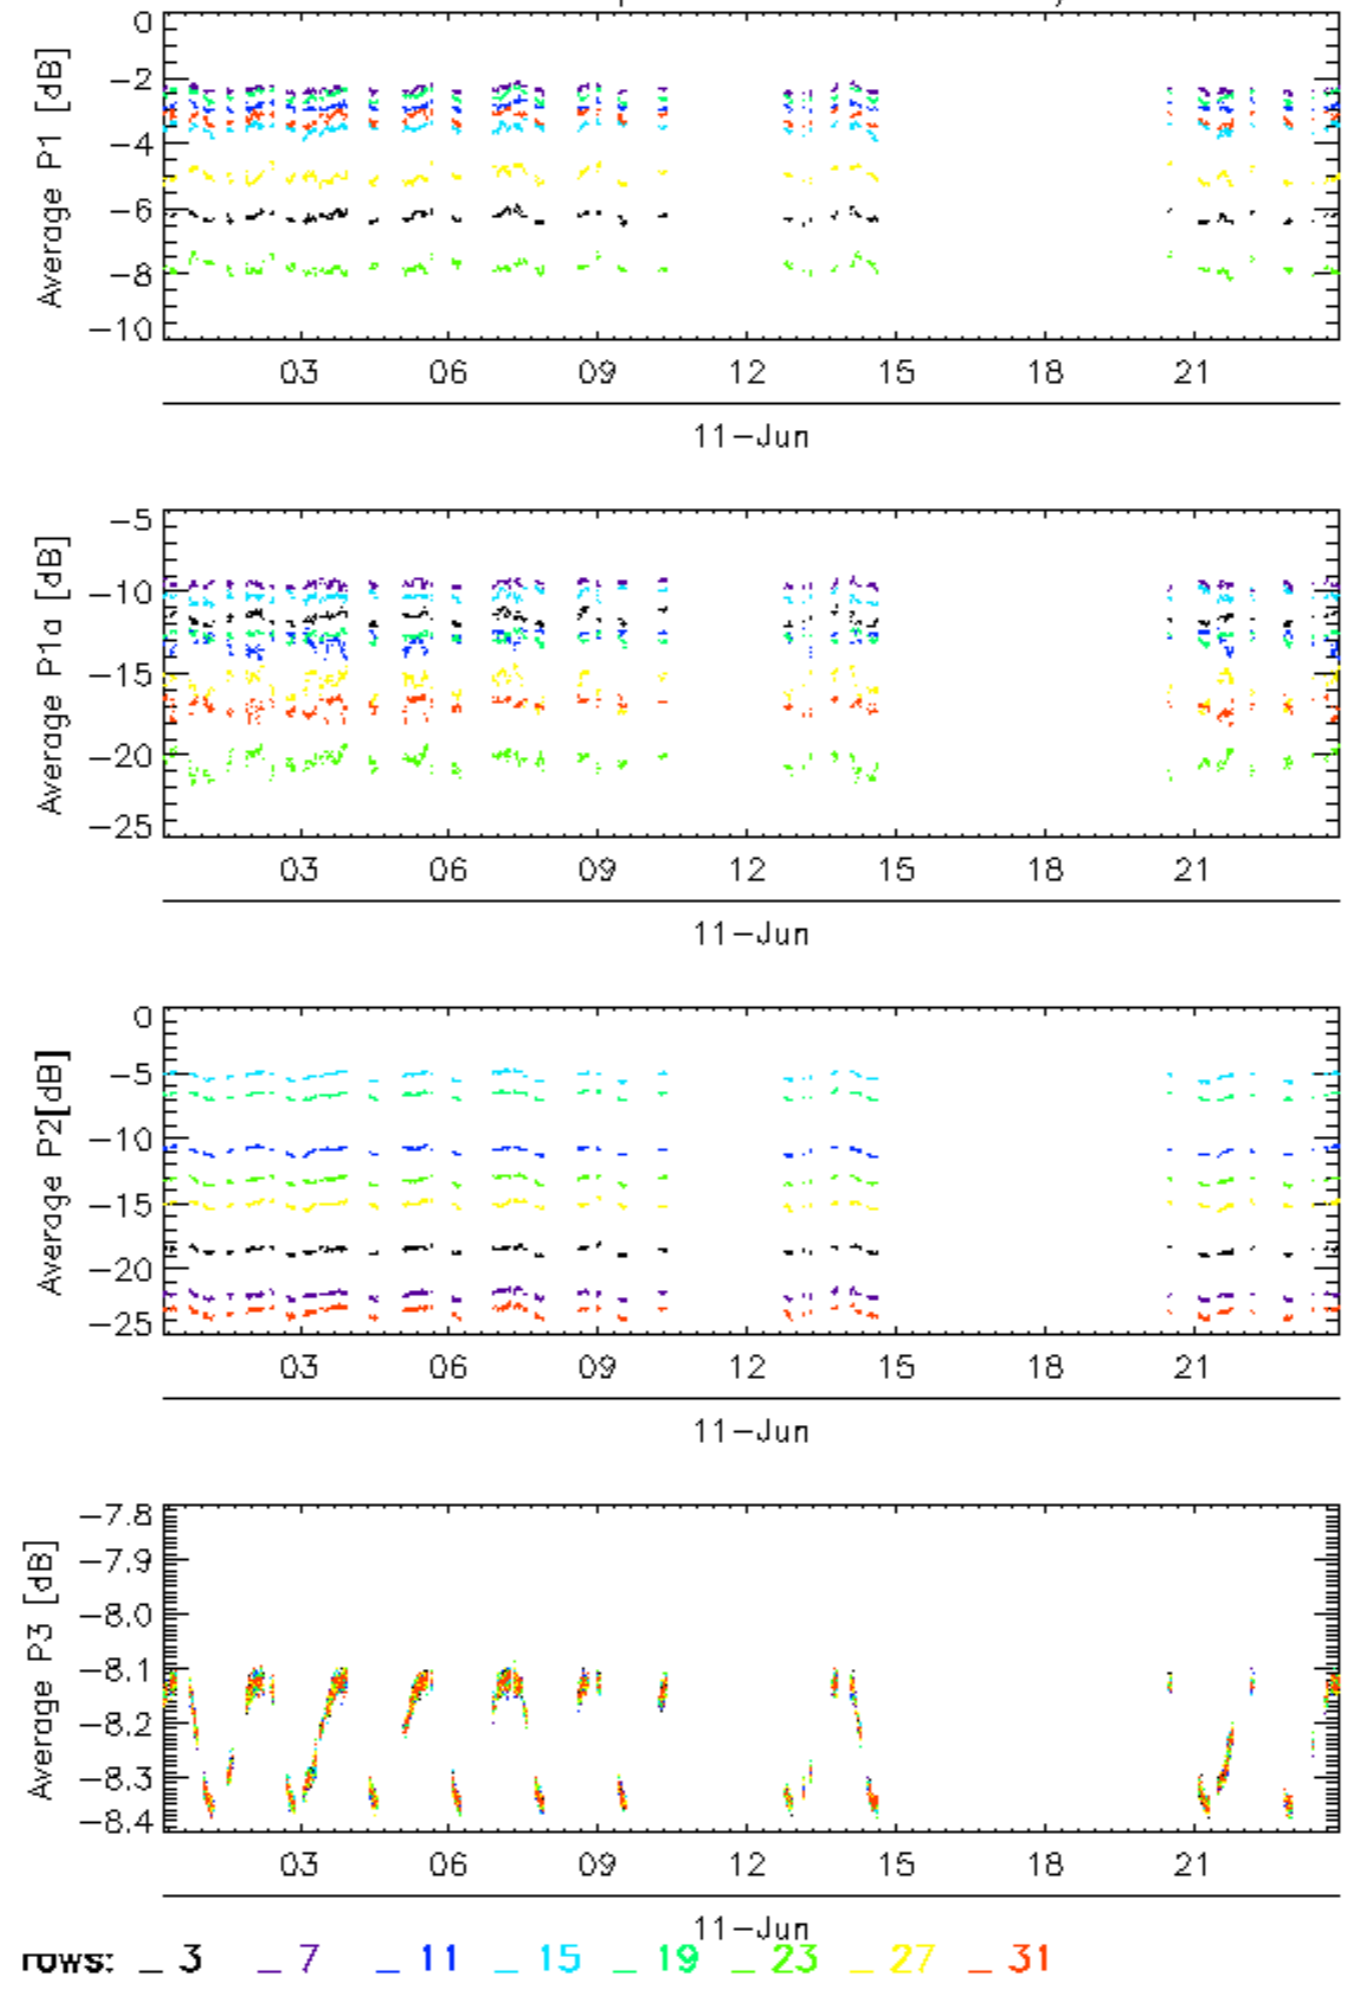 0
−2
−4
−6
−8
−10
Average P1 [dB]
03 06 09 12 15 18 21
11−Jun
−5
−10
−15
−20
−25
Average P1a [dB]
03 06 09 12 15 18 21
11−Jun
0
−5
−10
−15
−20
−25
Average P2[dB]
03 06 09 12 15 18 21
11−Jun
−7.8
−7.9
−8.0
−8.1
−8.2
−8.3
−8.4
Average P3 [dB]
03 06 09 12 15 18 21
11−Jun
rows: _ 3 _ 7 _ 11 _ 15 _ 19 _ 23 _ 27 _ 31